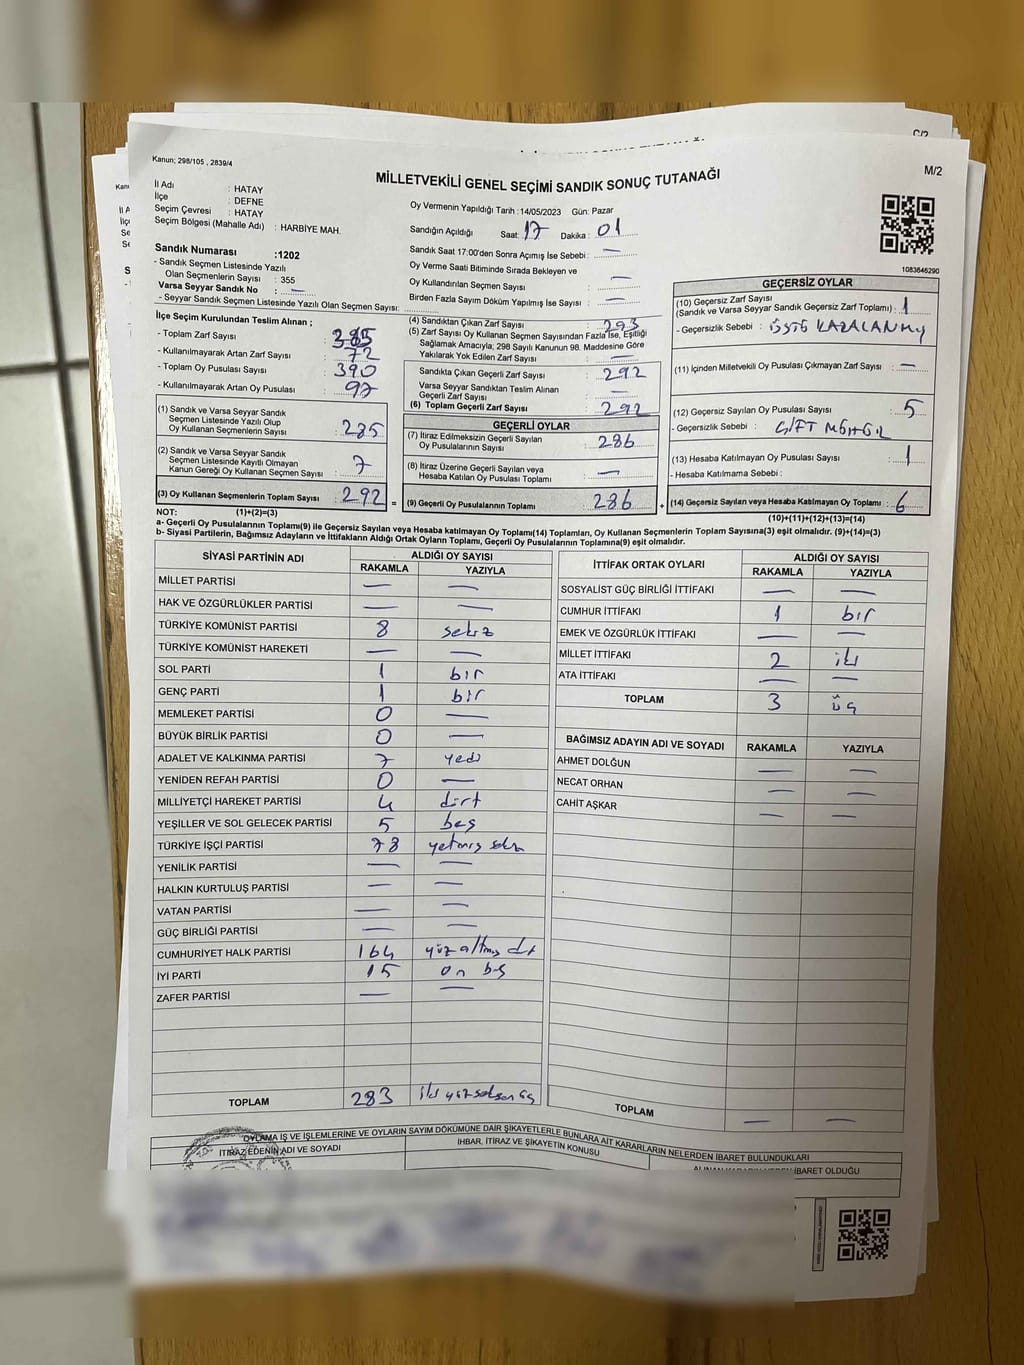 C/2
Kanun; 298/105 , 2839/4
M/2
MİLLETVEKİLİ GENEL SEÇİMİ SANDIK SONUÇ TUTANAĞI
İl Adı : HATAY
İlçe : DEFNE
Seçim Çevresi : HATAY
Seçim Bölgesi (Mahalle Adı) : HARBİYE MAH.
Sandık Numarası :1202
- Sandık Seçmen Listesinde Yazılı
Olan Seçmenlerin Sayısı : 355
Varsa Seyyar Sandık No : —
- Seyyar Sandık Seçmen Listesinde Yazılı Olan Seçmen Sayısı:
Oy Vermenin Yapıldığı Tarih :14/05/2023 Gün: Pazar
Sandığın Açıldığı Saat: 17 Dakika: 01
Sandık Saat 17:00'den Sonra Açımış İse Sebebi : —
Oy Verme Saati Bitiminde Sırada Bekleyen ve
Oy Kullandırılan Seçmen Sayısı —
Birden Fazla Sayım Döküm Yapılmış İse Sayısı : —
1083646290
İlçe Seçim Kurulundan Teslim Alınan ;
- Toplam Zarf Sayısı : 365
- Kullanılmayarak Artan Zarf Sayısı : 72
- Toplam Oy Pusulası Sayısı : 390
- Kullanılmayarak Artan Oy Pusulası : 97
(1) Sandık ve Varsa Seyyar Sandık
Seçmen Listesinde Yazılı Olup
Oy Kullanan Seçmenlerin Sayısı : 285
(2) Sandık ve Varsa Seyyar Sandık
Seçmen Listesinde Kayıtlı Olmayan
Kanun Gereği Oy Kullanan Seçmen Sayısı : 7
(3) Oy Kullanan Seçmenlerin Toplam Sayısı : 292 =
(4) Sandıktan Çıkan Zarf Sayısı : 293
(5) Zarf Sayısı Oy Kullanan Seçmen Sayısından Fazla İse, Eşitliği
Sağlamak Amacıyla; 298 Sayılı Kanunun 98. Maddesine Göre
Yakılarak Yok Edilen Zarf Sayısı : —
Sandıkta Çıkan Geçerli Zarf Sayısı : 292
Varsa Seyyar Sandıktan Teslim Alınan
Geçerli Zarf Sayısı : —
(6) Toplam Geçerli Zarf Sayısı : 292
GEÇERLİ OYLAR
(7) İtiraz Edilmeksizin Geçerli Sayılan
Oy Pusulalarının Sayısı : 286
(8) İtiraz Üzerine Geçerli Sayılan veya
Hesaba Katılan Oy Pusulası Toplamı : —
(9) Geçerli Oy Pusulalarının Toplamı : 286 +
GEÇERSİZ OYLAR
(10) Geçersiz Zarf Sayısı
(Sandık ve Varsa Seyyar Sandık Geçersiz Zarf Toplamı) : 1
- Geçersizlik Sebebi : ÜSTÜ KARALANMIŞ
(11) İçinden Milletvekili Oy Pusulası Çıkmayan Zarf Sayısı : —
(12) Geçersiz Sayılan Oy Pusulası Sayısı : 5
- Geçersizlik Sebebi : ÇİFT MÜHÜR
(13) Hesaba Katılmayan Oy Pusulası Sayısı : 1
- Hesaba Katılmama Sebebi :
(14) Geçersiz Sayılan veya Hesaba Katılmayan Oy Toplamı : 6
NOT: (1)+(2)=(3) (10)+(11)+(12)+(13)=(14)
a- Geçerli Oy Pusulalarının Toplamı(9) ile Geçersiz Sayılan veya Hesaba katılmayan Oy Toplamı(14) Toplamları, Oy Kullanan Seçmenlerin Toplam Sayısına(3) eşit olmalıdır. (9)+(14)=(3)
b- Siyasi Partilerin, Bağımsız Adayların ve İttifakların Aldığı Ortak Oyların Toplamı, Geçerli Oy Pusulalarının Toplamına(9) eşit olmalıdır.
SİYASİ PARTİNİN ADI ALDIĞI OY SAYISI
RAKAMLA YAZIYLA
MİLLET PARTİSİ — —
HAK VE ÖZGÜRLÜKLER PARTİSİ — —
TÜRKİYE KOMÜNİST PARTİSİ 8 sekiz
TÜRKİYE KOMÜNİST HAREKETİ — —
SOL PARTİ 1 bir
GENÇ PARTİ 1 bir
MEMLEKET PARTİSİ 0 —
BÜYÜK BİRLİK PARTİSİ 0 —
ADALET VE KALKINMA PARTİSİ 7 yedi
YENİDEN REFAH PARTİSİ 0 —
MİLLİYETÇİ HAREKET PARTİSİ 4 dört
YEŞİLLER VE SOL GELECEK PARTİSİ 5 beş
TÜRKİYE İŞÇİ PARTİSİ 78 yetmiş sekiz
YENİLİK PARTİSİ — —
HALKIN KURTULUŞ PARTİSİ — —
VATAN PARTİSİ — —
GÜÇ BİRLİĞİ PARTİSİ — —
CUMHURİYET HALK PARTİSİ 164 yüz altmış dört
İYİ PARTİ 15 on beş
ZAFER PARTİSİ — —
TOPLAM 283 iki yüz seksen üç
İTTİFAK ORTAK OYLARI ALDIĞI OY SAYISI
RAKAMLA YAZIYLA
SOSYALİST GÜÇ BİRLİĞİ İTTİFAKI — —
CUMHUR İTTİFAKI 1 bir
EMEK VE ÖZGÜRLÜK İTTİFAKI — —
MİLLET İTTİFAKI 2 iki
ATA İTTİFAKI — —
TOPLAM 3 üç
BAĞIMSIZ ADAYIN ADI VE SOYADI RAKAMLA YAZIYLA
AHMET DOLĞUN — —
NECAT ORHAN — —
CAHİT AŞKAR — —
TOPLAM — —
OYLAMA İŞ VE İŞLEMLERİNE VE OYLARIN SAYIM DÖKÜMÜNE DAİR ŞİKAYETLERLE BUNLARA AİT KARARLARIN NELERDEN İBARET BULUNDUKLARI
İTİRAZ EDENİN ADI VE SOYADI
İHBAR, İTİRAZ VE ŞİKAYETİN KONUSU
ALINAN KARARIN NEDEN İBARET OLDUĞU